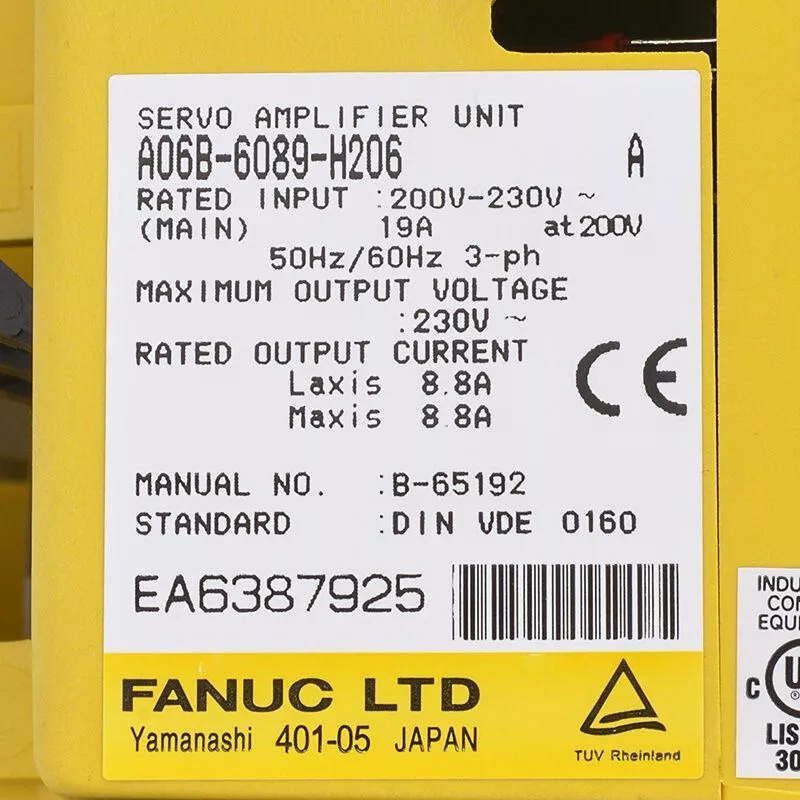 SERVO AMPLIFIER UNIT
A06B-6089-H206 A
RATED INPUT :200V-230V ~
(MAIN) 19A at 200V
50Hz/60Hz 3-ph
MAXIMUM OUTPUT VOLTAGE
:230V ~
RATED OUTPUT CURRENT
Laxis 8.8A
Maxis 8.8A
CE
MANUAL NO. :B-65192
STANDARD :DIN VDE 0160
EA6387925
FANUC LTD
Yamanashi 401-05 JAPAN
TUV Rheinland
C